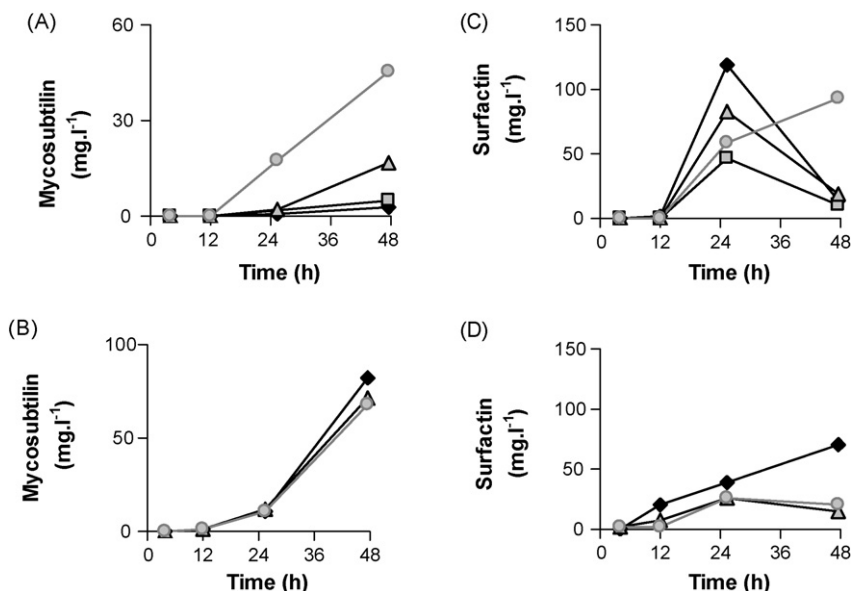 (A)
Mycosubtilin
(mg.l⁻¹)
60
30
0
0 12 24 36 48
Time (h)
(C)
Surfactin
(mg.l⁻¹)
150
100
50
0
0 12 24 36 48
Time (h)
(B)
Mycosubtilin
(mg.l⁻¹)
100
50
0
0 12 24 36 48
Time (h)
(D)
Surfactin
(mg.l⁻¹)
150
100
50
0
0 12 24 36 48
Time (h)